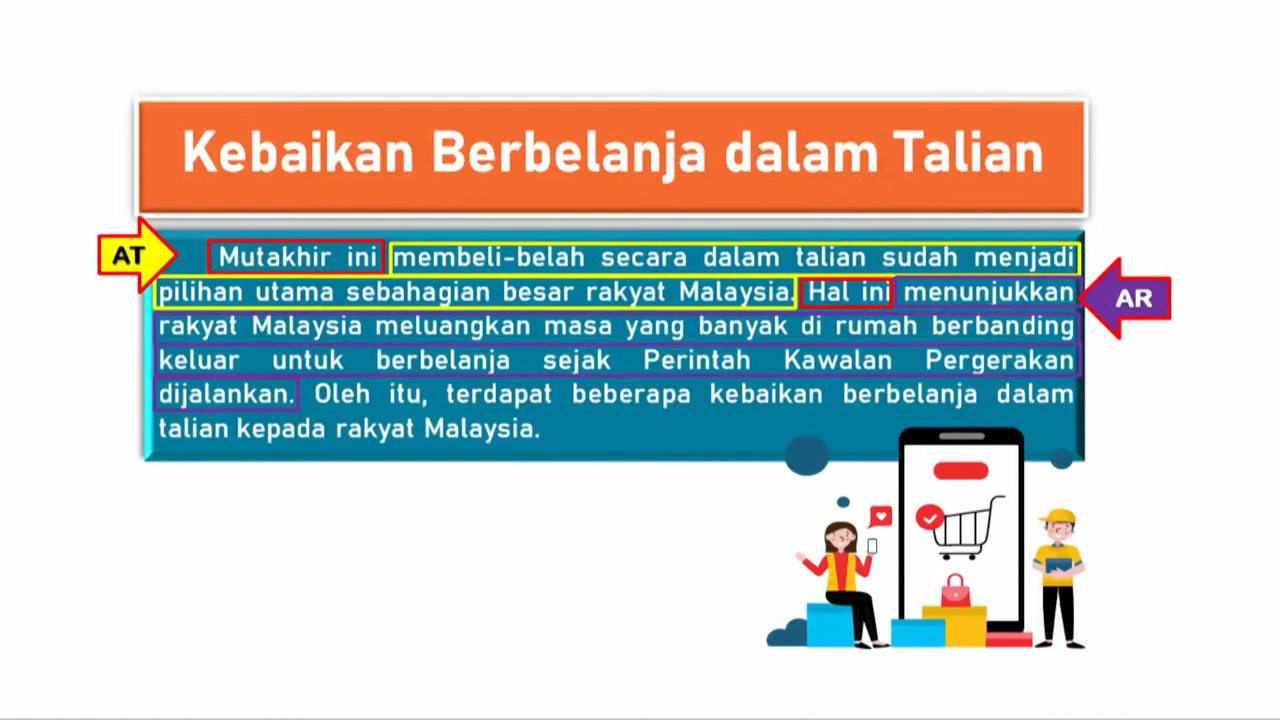 Kebaikan Berbelanja dalam Talian
AT
Mutakhir ini membeli-belah secara dalam talian sudah menjadi
pilihan utama sebahagian besar rakyat Malaysia. Hal ini menunjukkan
AR
rakyat Malaysia meluangkan masa yang banyak di rumah berbanding
keluar untuk berbelanja sejak Perintah Kawalan Pergerakan
dijalankan. Oleh itu, terdapat beberapa kebaikan berbelanja dalam
talian kepada rakyat Malaysia.